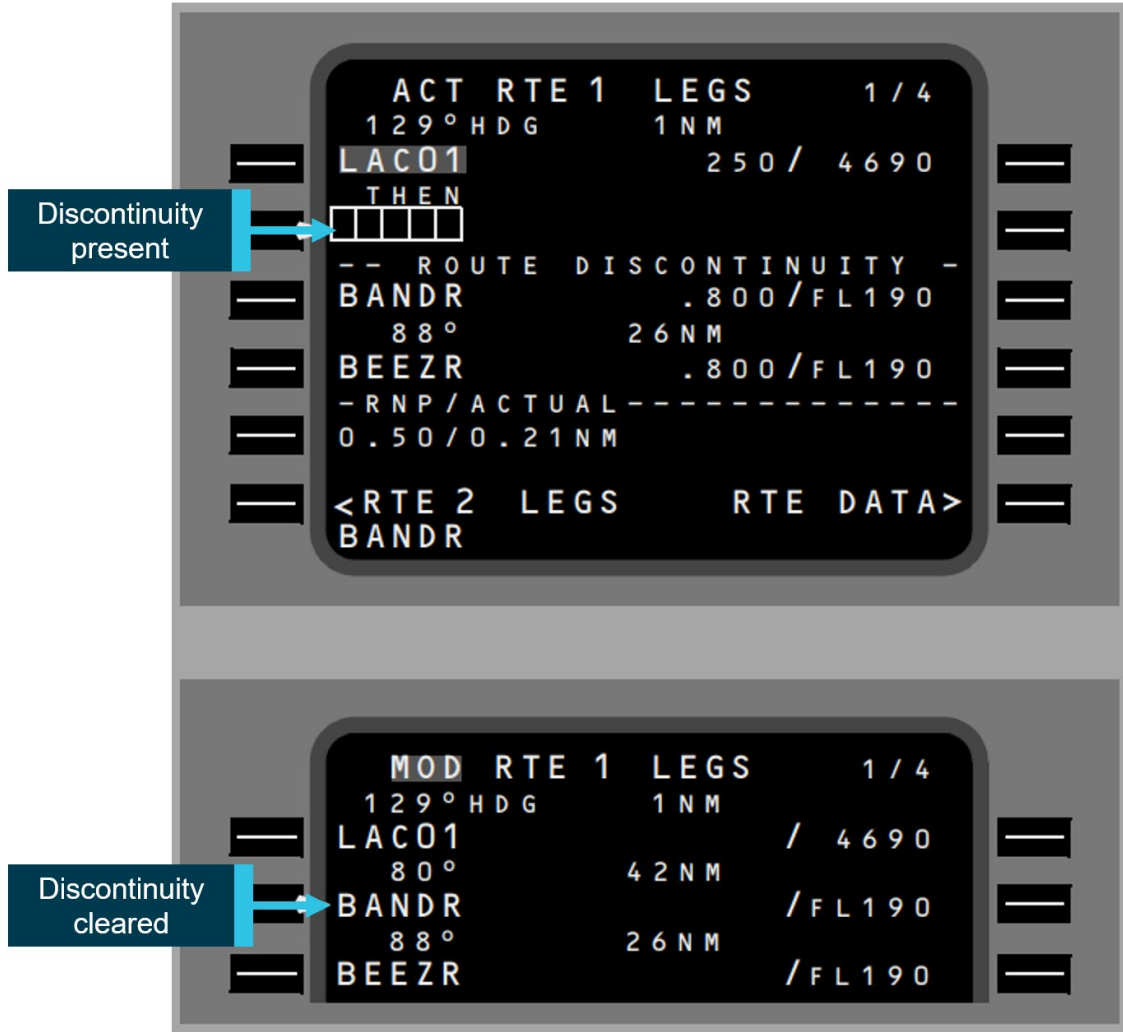 ACT RTE 1 LEGS 1/4
129°HDG 1NM
LACO1 250/ 4690
THEN
Discontinuity
present
-- ROUTE DISCONTINUITY -
BANDR .800/FL190
88° 26NM
BEEZR .800/FL190
-RNP/ACTUAL-------------
0.50/0.21NM
<RTE 2 LEGS RTE DATA>
BANDR
MOD RTE 1 LEGS 1/4
129°HDG 1NM
LACO1 / 4690
80° 42NM
Discontinuity
cleared
BANDR /FL190
88° 26NM
BEEZR /FL190